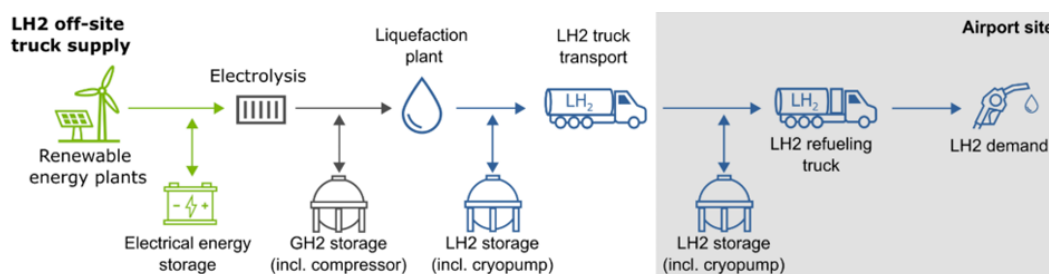 LH2 off-site
truck supply
Renewable
energy plants
Electrical energy
storage
Electrolysis
GH2 storage
(incl. compressor)
Liquefaction
plant
LH2 storage
(incl. cryopump)
LH2 truck
transport
LH₂
Airport site
LH2 storage
(incl. cryopump)
LH₂
LH2 refueling
truck
LH2 demand